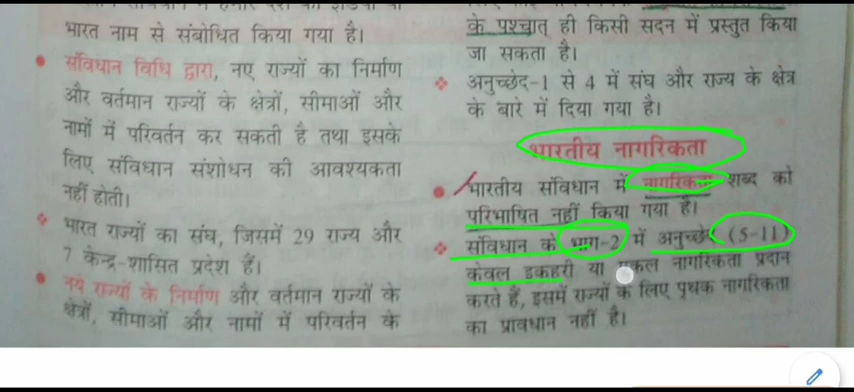 भारत नाम से संबोधित किया गया है।
संविधान विधि द्वारा, नए राज्यों का निर्माण
और वर्तमान राज्यों के क्षेत्रों, सीमाओं और
नामों में परिवर्तन कर सकती है तथा इसके
लिए संविधान संशोधन की आवश्यकता
नहीं होती।
भारत राज्यों का संघ, जिसमें 29 राज्य और
7 केन्द्र-शासित प्रदेश हैं।
नये राज्यों के निर्माण और वर्तमान राज्यों के
क्षेत्रों, सीमाओं और नामों में परिवर्तन के
के पश्चात् ही किसी सदन में प्रस्तुत किया
जा सकता है।
अनुच्छेद-1 से 4 में संघ और राज्य के क्षेत्र
के बारे में दिया गया है।
भारतीय नागरिकता
भारतीय संविधान में नागरिकता शब्द को
परिभाषित नहीं किया गया है।
संविधान के भाग-2 में अनुच्छेद (5-11)
केवल इकहरी या एकल नागरिकता प्रदान
करते हैं, इसमें राज्यों के लिए पृथक नागरिकता
का प्रावधान नहीं है।